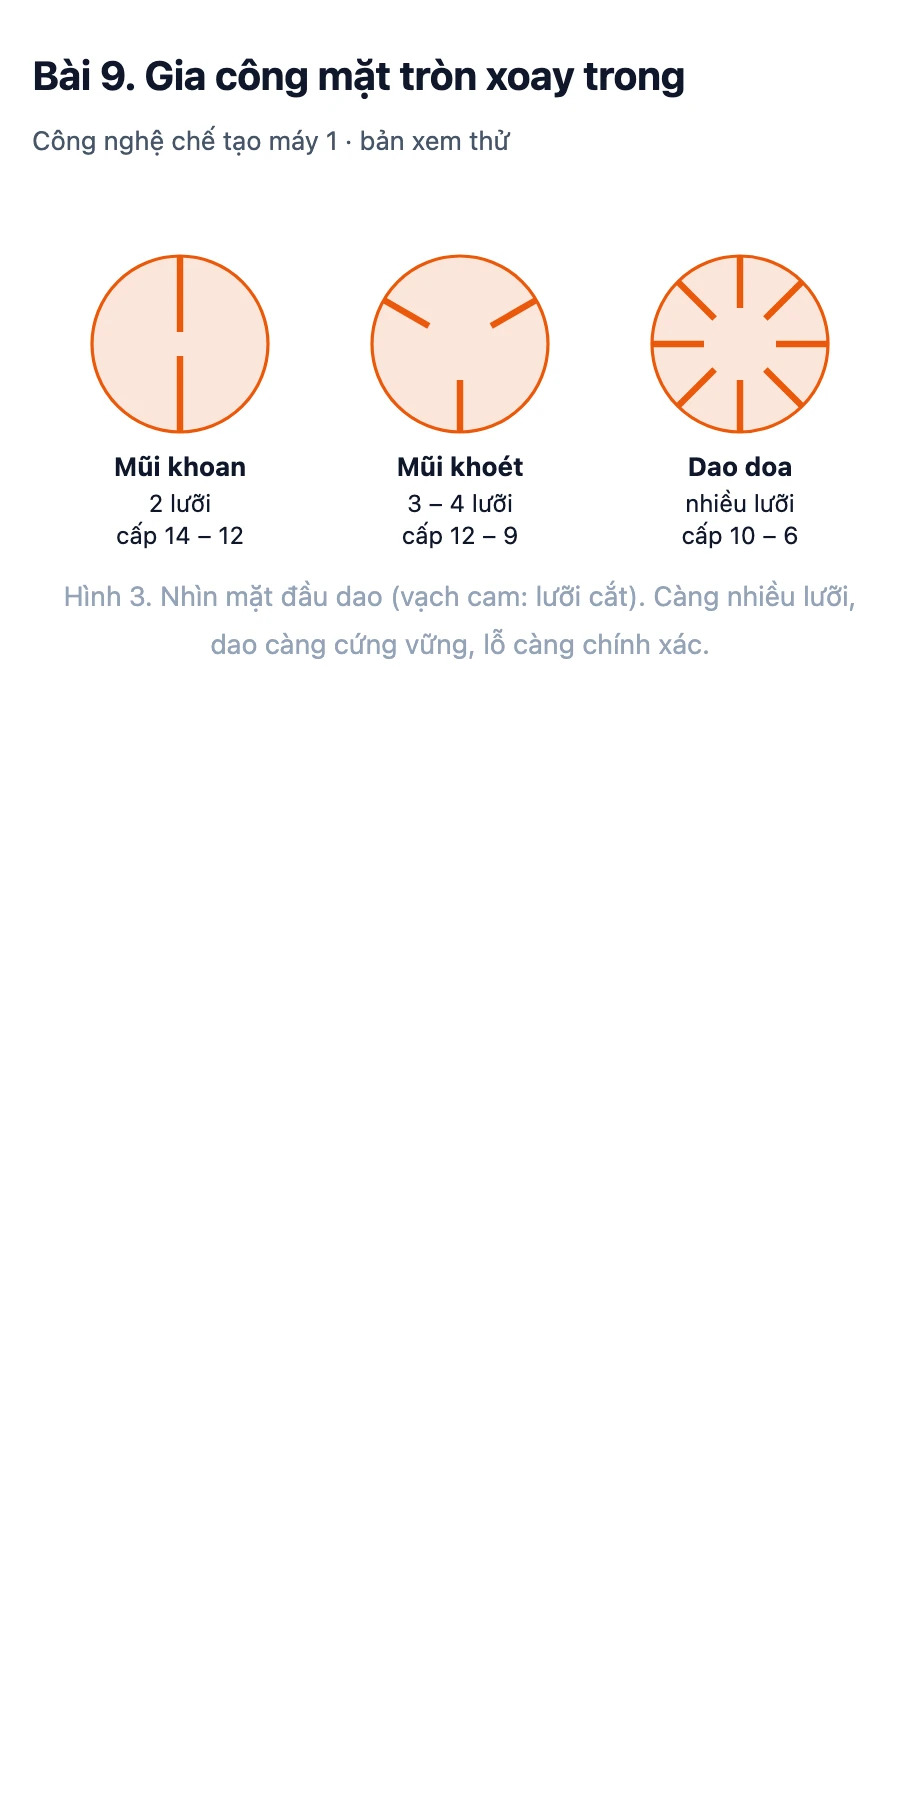 Bài 9. Gia công mặt tròn xoay trong
Công nghệ chế tạo máy 1 · bản xem thử
Mũi khoan
2 lưỡi
cấp 14 – 12
Mũi khoét
3 – 4 lưỡi
cấp 12 – 9
Dao doa
nhiều lưỡi
cấp 10 – 6
Hình 3. Nhìn mặt đầu dao (vạch cam: lưỡi cắt). Càng nhiều lưỡi,
dao càng cứng vững, lỗ càng chính xác.